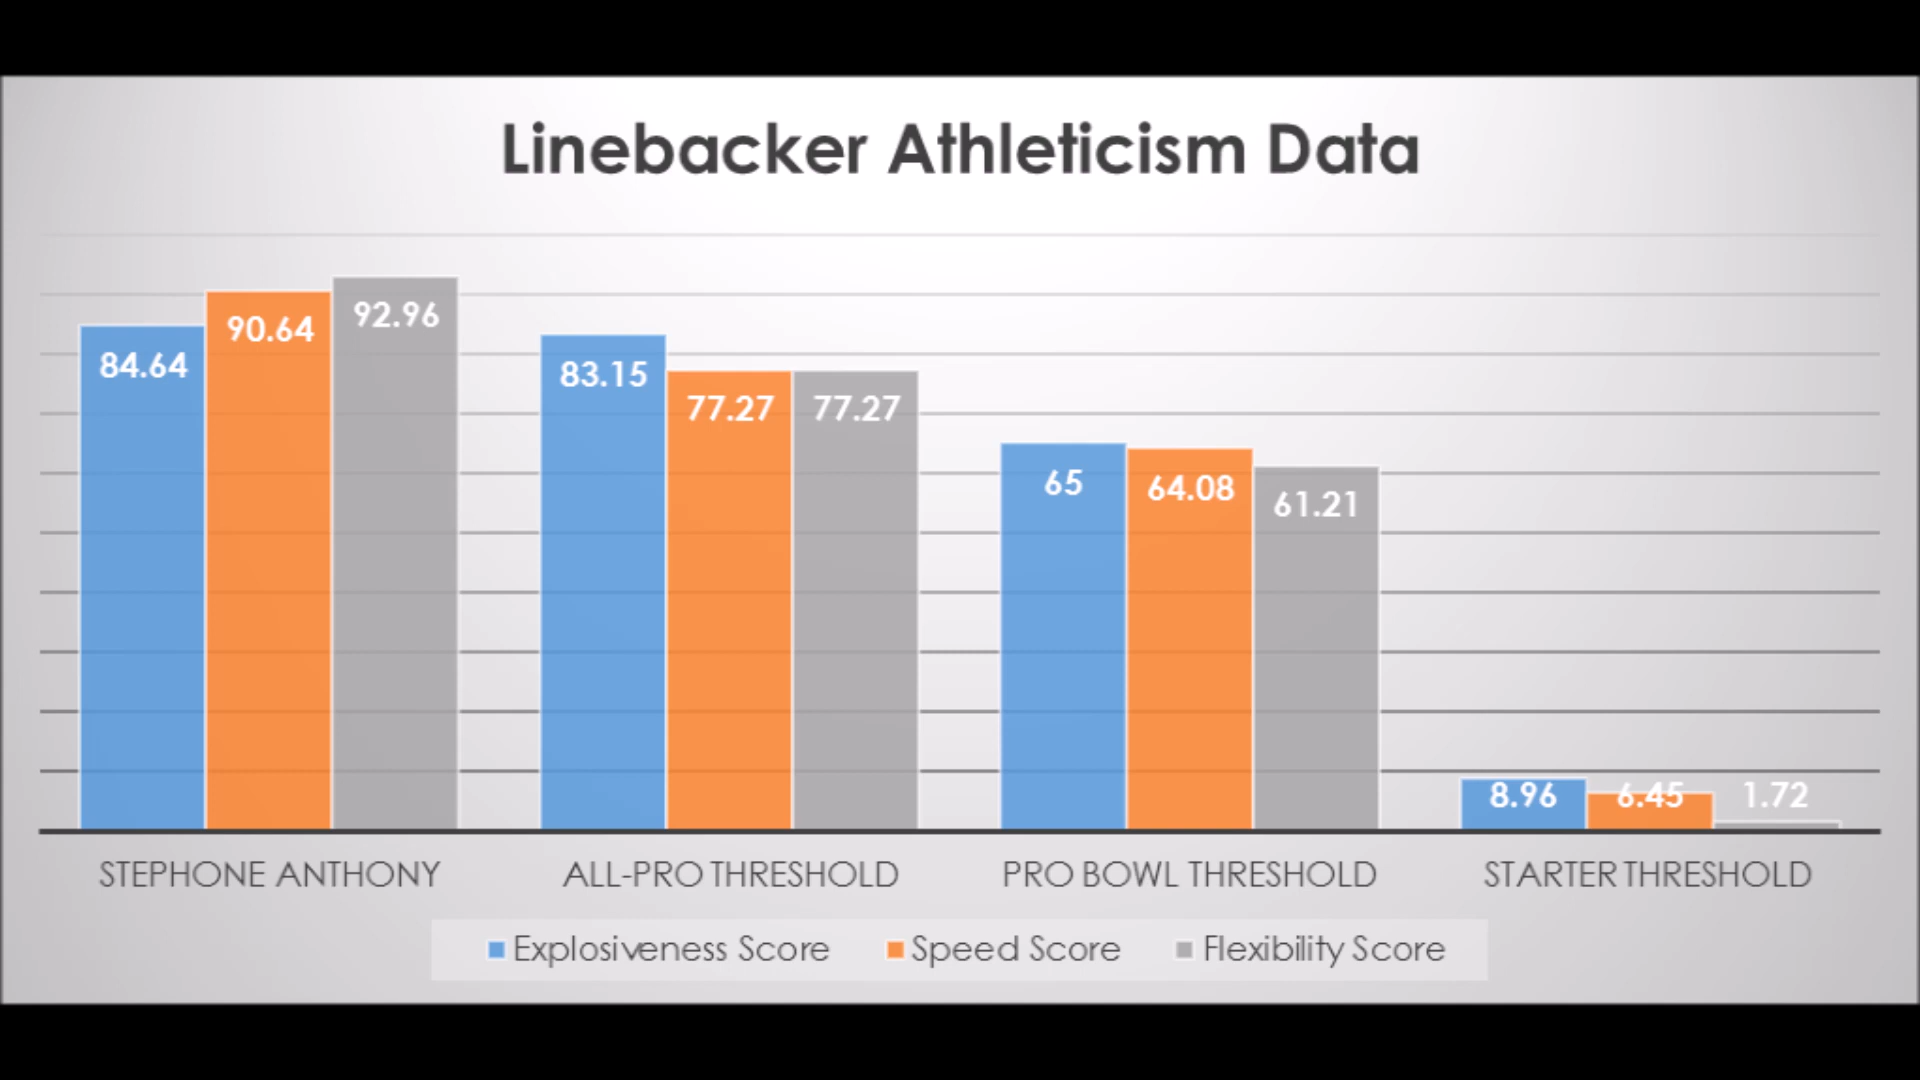 Linebacker Athleticism Data
84.64 90.64 92.96 83.15 77.27 77.27 65 64.08 61.21 8.96 6.45 1.72
STEPHONE ANTHONY ALL-PRO THRESHOLD PRO BOWL THRESHOLD STARTER THRESHOLD
Explosiveness Score Speed Score Flexibility Score